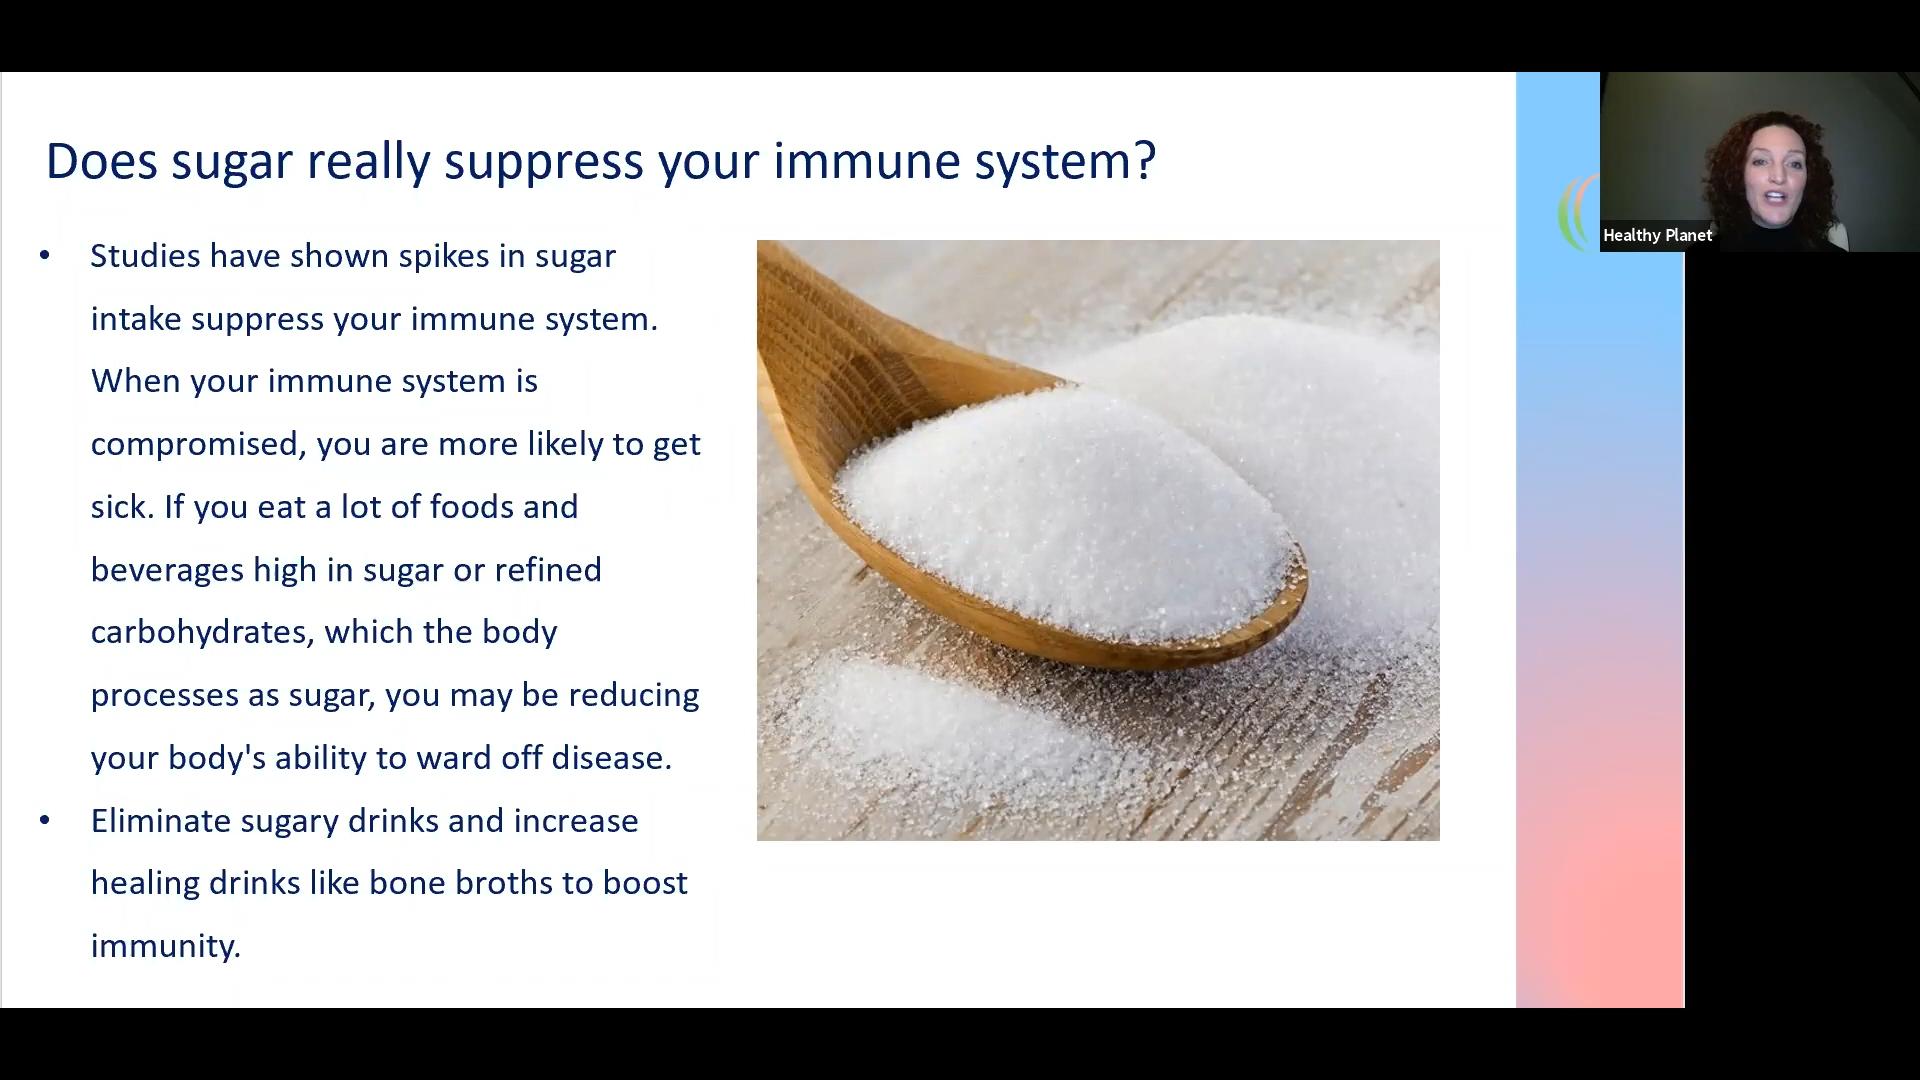 Does sugar really suppress your immune system?
• Studies have shown spikes in sugar
intake suppress your immune system.
When your immune system is
compromised, you are more likely to get
sick. If you eat a lot of foods and
beverages high in sugar or refined
carbohydrates, which the body
processes as sugar, you may be reducing
your body's ability to ward off disease.
• Eliminate sugary drinks and increase
healing drinks like bone broths to boost
immunity.
Healthy Planet